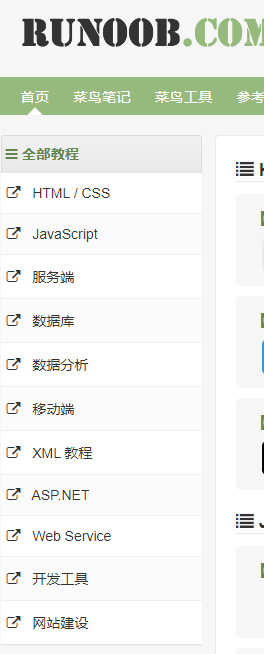 RUNOOB.COM
首页 菜鸟笔记 菜鸟工具 参考
全部教程
HTML / CSS
JavaScript
服务端
数据库
数据分析
移动端
XML 教程
ASP.NET
Web Service
开发工具
网站建设